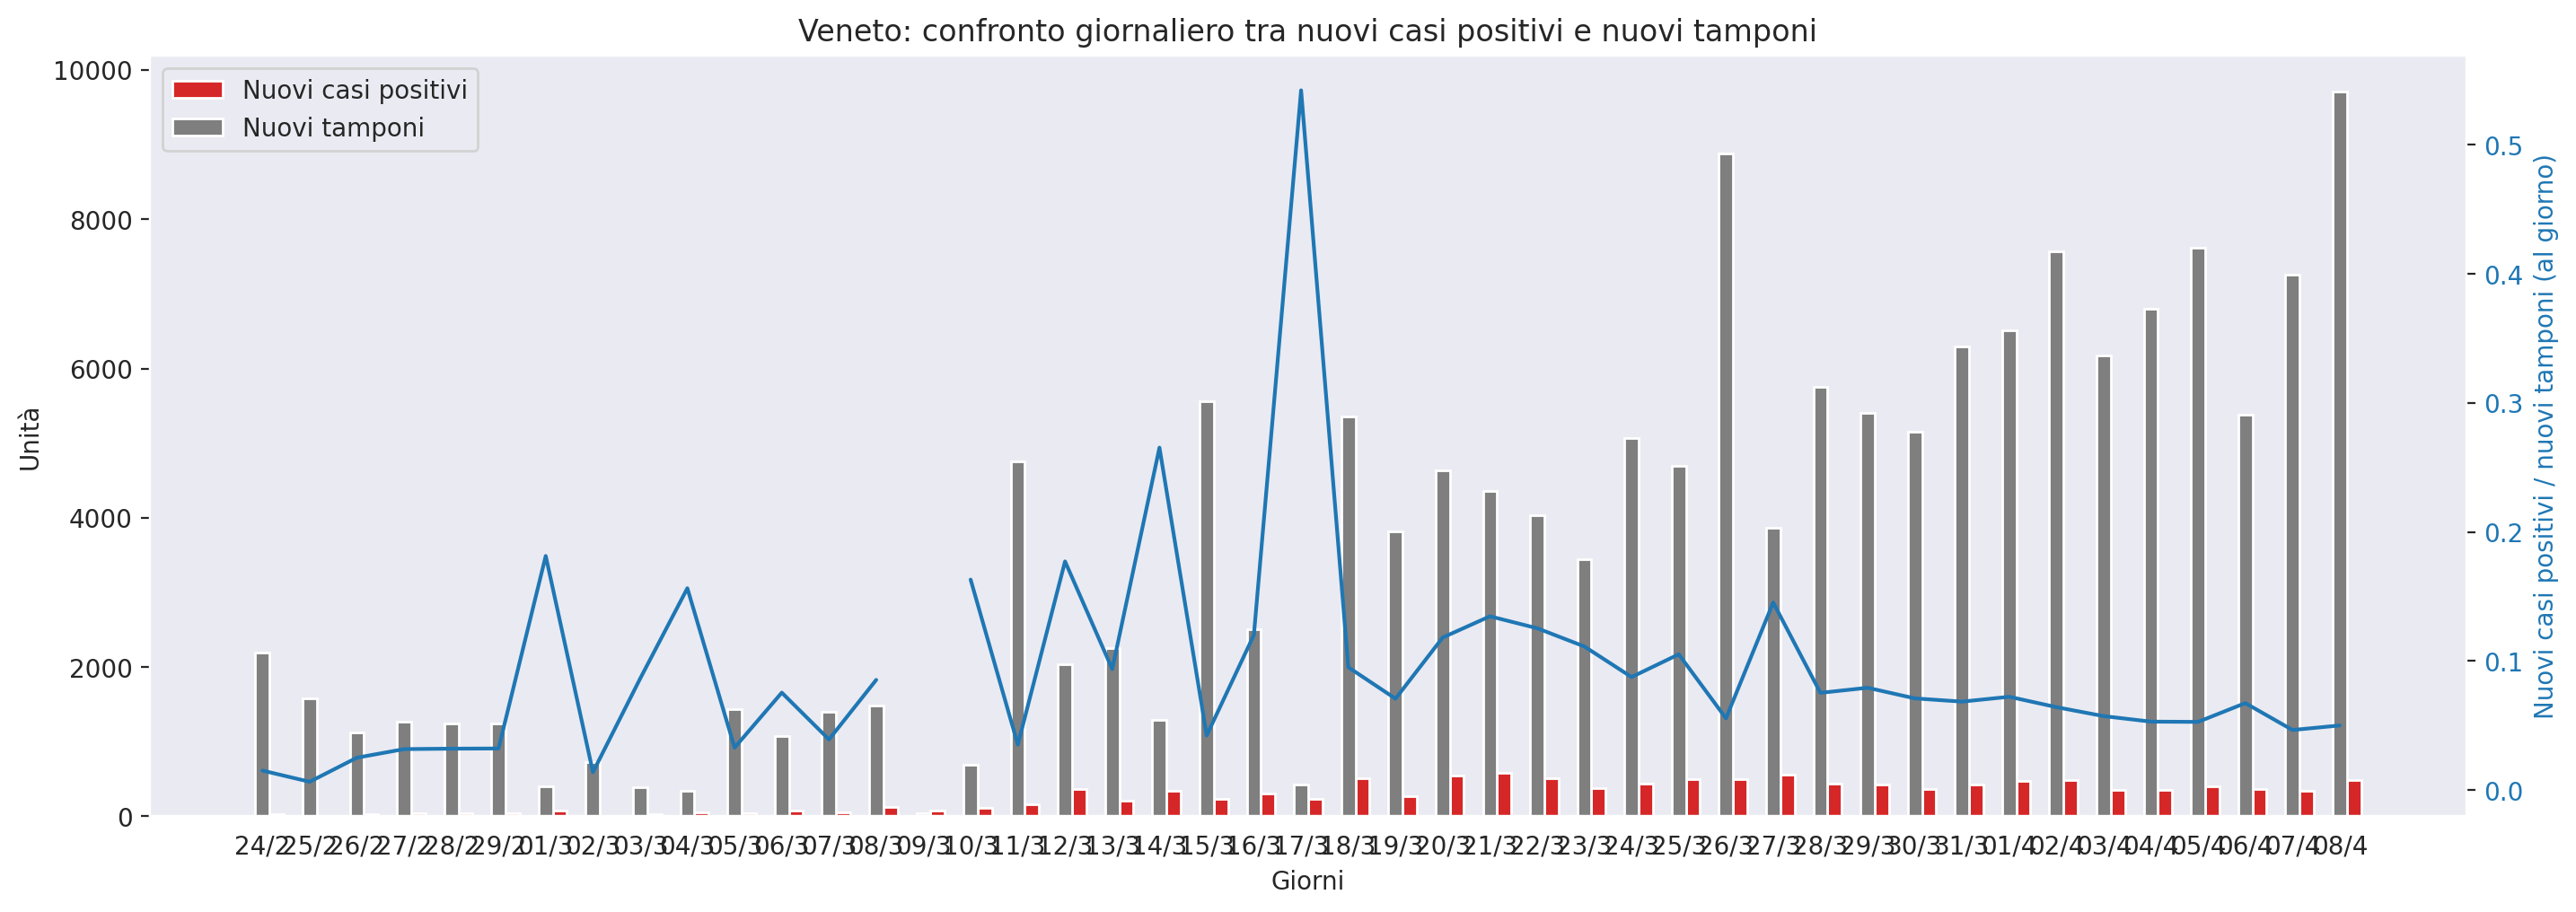 Veneto: confronto giornaliero tra nuovi casi positivi e nuovi tamponi
Nuovi casi positivi
Nuovi tamponi
10000
8000
6000
4000
2000
0
Unità
0.5
0.4
0.3
0.2
0.1
0.0
Nuovi casi positivi / nuovi tamponi (al giorno)
24/2 25/2 26/2 27/2 28/2 29/2 01/3 02/3 03/3 04/3 05/3 06/3 07/3 08/3 09/3 10/3 11/3 12/3 13/3 14/3 15/3 16/3 17/3 18/3 19/3 20/3 21/3 22/3 23/3 24/3 25/3 26/3 27/3 28/3 29/3 30/3 31/3 01/4 02/4 03/4 04/4 05/4 06/4 07/4 08/4
Giorni